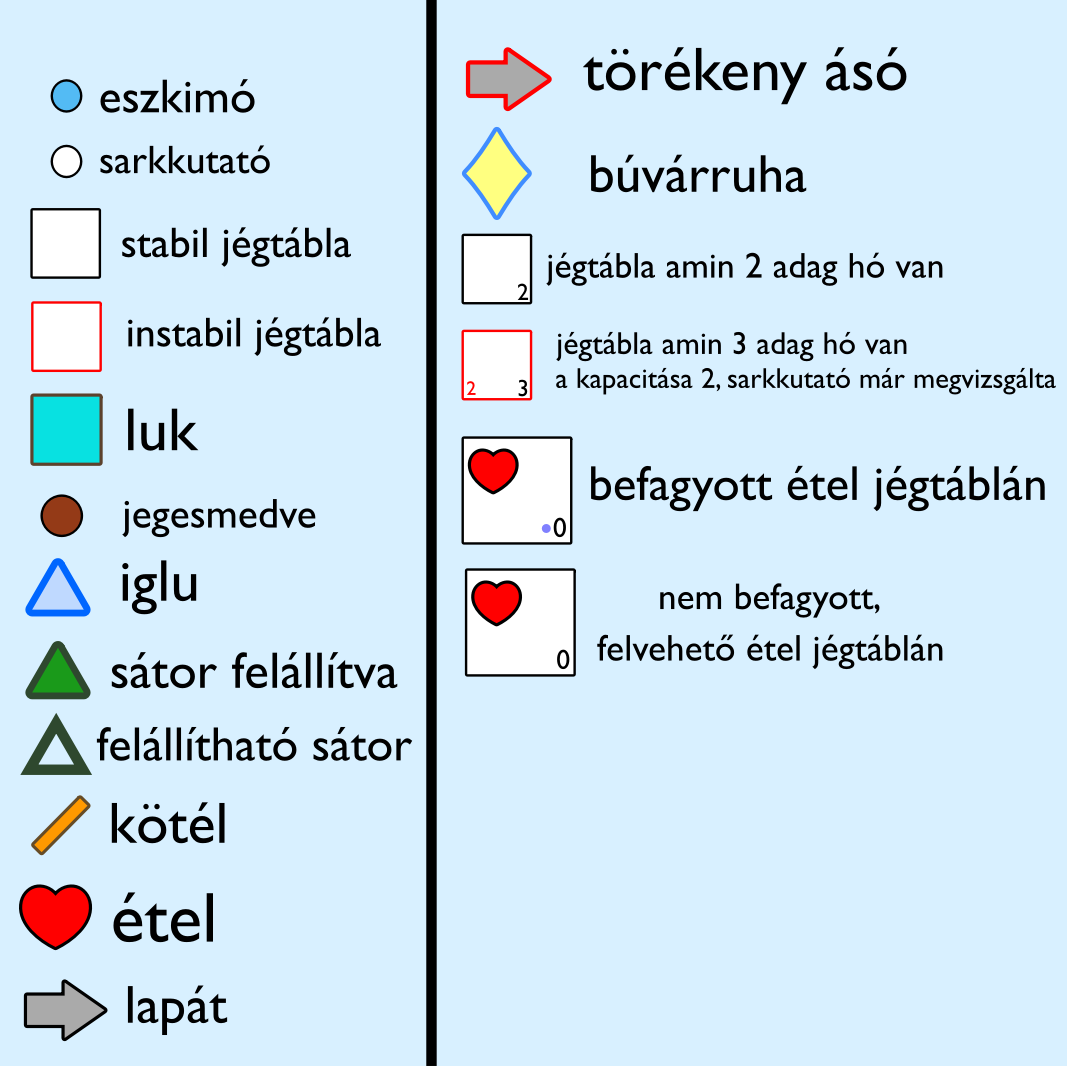 eszkimó
sarkkutató
stabil jégtábla
instabil jégtábla
luk
jegesmedve
iglu
sátor felállítva
felállítható sátor
kötél
étel
lapát
törékeny ásó
búvárruha
2
jégtábla amin 2 adag hó van
2 3
jégtábla amin 3 adag hó van
a kapacitása 2, sarkkutató már megvizsgálta
0
befagyott étel jégtáblán
0
nem befagyott,
felvehető étel jégtáblán